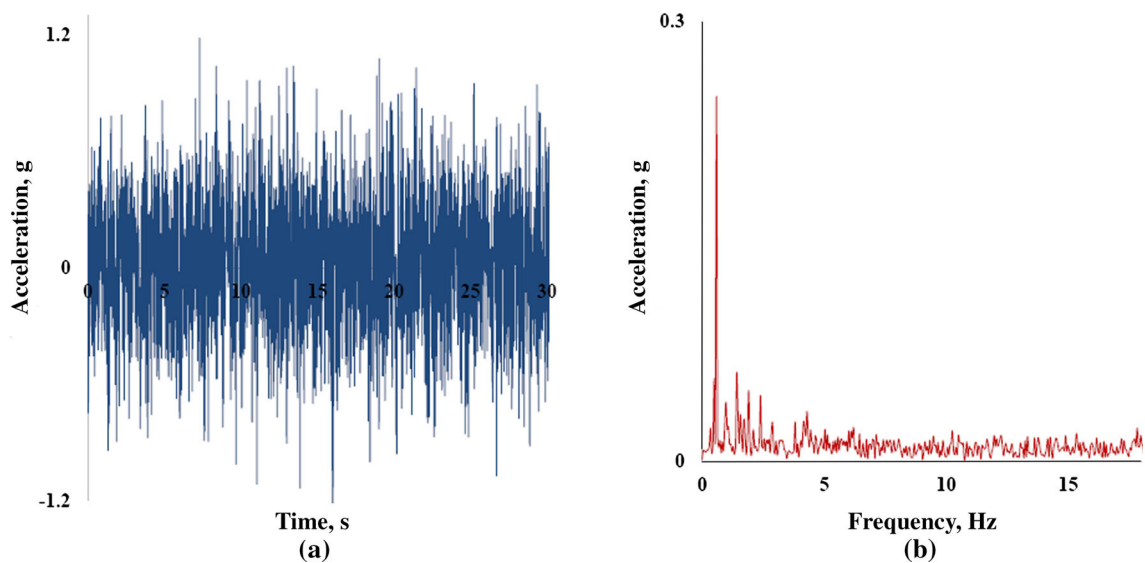 1.2
0
-1.2
Acceleration, g
0 5 10 15 20 25 30
Time, s
(a)
0.3
0
Acceleration, g
0 5 10 15
Frequency, Hz
(b)